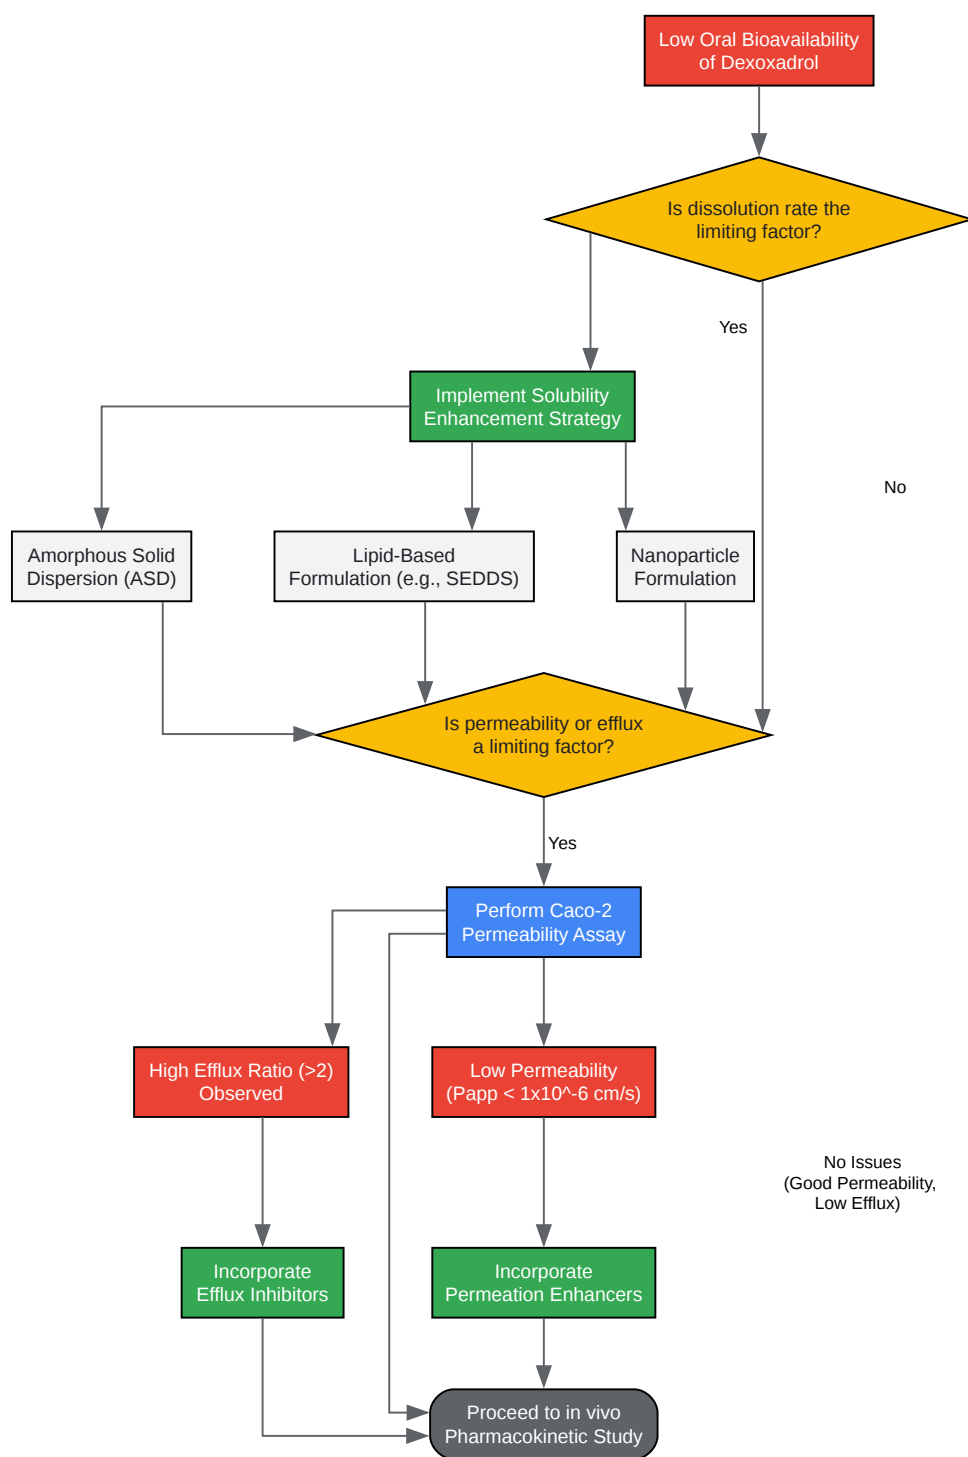 Low Oral Bioavailability
of Dexoxadrol
Is dissolution rate the
limiting factor?
Yes
Implement Solubility
Enhancement Strategy
No
Amorphous Solid
Dispersion (ASD)
Lipid-Based
Formulation (e.g., SEDDS)
Nanoparticle
Formulation
Is permeability or efflux
a limiting factor?
Yes
Perform Caco-2
Permeability Assay
High Efflux Ratio (>2)
Observed
Low Permeability
(Papp < 1x10^-6 cm/s)
No Issues
(Good Permeability,
Low Efflux)
Incorporate
Efflux Inhibitors
Incorporate
Permeation Enhancers
Proceed to in vivo
Pharmacokinetic Study